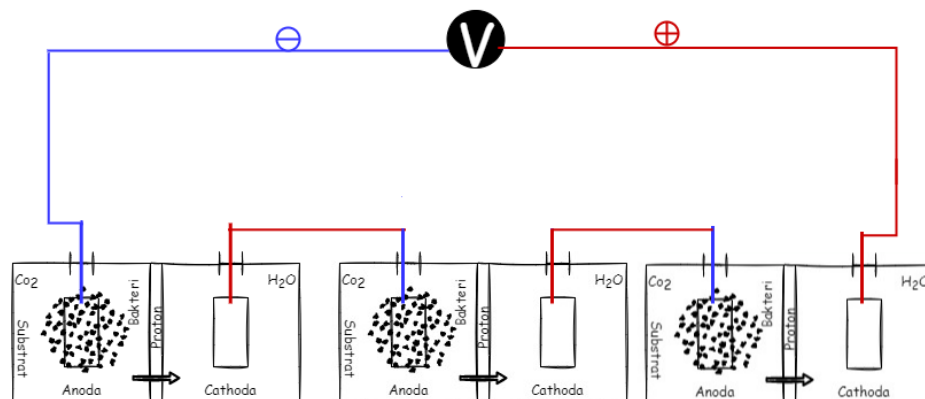 ⊖
V
⊕
Co2
Substrat
Bakteri
Anoda
Proton
H2O
Cathoda
Co2
Substrat
Bakteri
Anoda
Proton
H2O
Cathoda
Co2
Substrat
Bakteri
Anoda
Proton
H2O
Cathoda